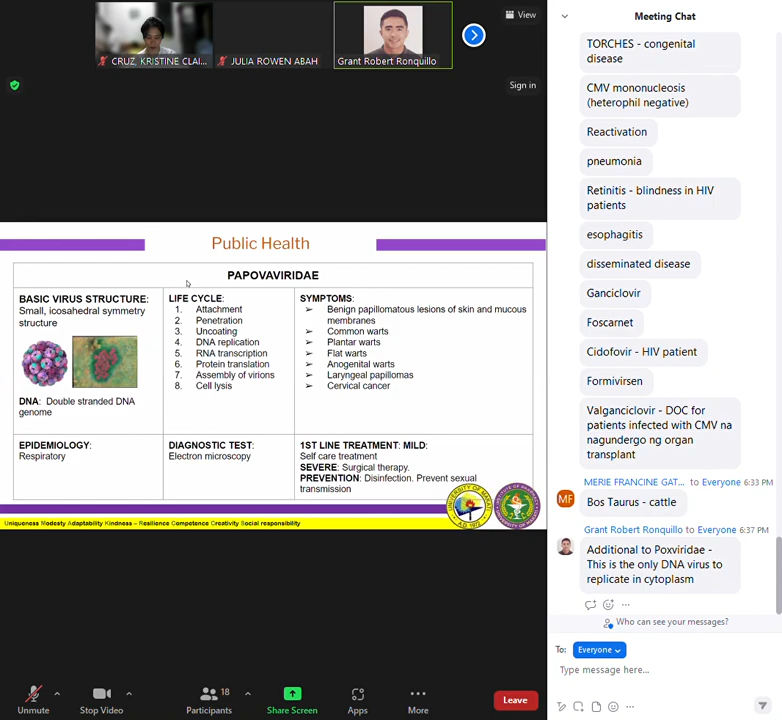 CRUZ, KRISTINE CLAI...
JULIA ROWEN ABAH
Grant Robert Ronquillo
View
Sign in
Public Health
PAPOVAVIRIDAE
BASIC VIRUS STRUCTURE:
Small, icosahedral symmetry
structure
DNA: Double stranded DNA
genome
LIFE CYCLE:
1. Attachment
2. Penetration
3. Uncoating
4. DNA replication
5. RNA transcription
6. Protein translation
7. Assembly of virions
8. Cell lysis
SYMPTOMS:
➢ Benign papillomatous lesions of skin and mucous
membranes
➢ Common warts
➢ Plantar warts
➢ Flat warts
➢ Anogenital warts
➢ Laryngeal papillomas
➢ Cervical cancer
EPIDEMIOLOGY:
Respiratory
DIAGNOSTIC TEST:
Electron microscopy
1ST LINE TREATMENT: MILD:
Self care treatment
SEVERE: Surgical therapy.
PREVENTION: Disinfection. Prevent sexual
transmission
Uniqueness Modesty Adaptability Kindness – Resilience Competence Creativity Social responsibility
Unmute
Stop Video
18
Participants
Share Screen
Apps
More
Leave
Meeting Chat
TORCHES - congenital
disease
CMV mononucleosis
(heterophil negative)
Reactivation
pneumonia
Retinitis - blindness in HIV
patients
esophagitis
disseminated disease
Ganciclovir
Foscarnet
Cidofovir - HIV patient
Formivirsen
Valganciclovir - DOC for
patients infected with CMV na
nagundergo ng organ
transplant
MERIE FRANCINE GAT... to Everyone 6:33 PM
MF
Bos Taurus - cattle
Grant Robert Ronquillo to Everyone 6:37 PM
Additional to Poxviridae -
This is the only DNA virus to
replicate in cytoplasm
Who can see your messages?
To: Everyone
Type message here...